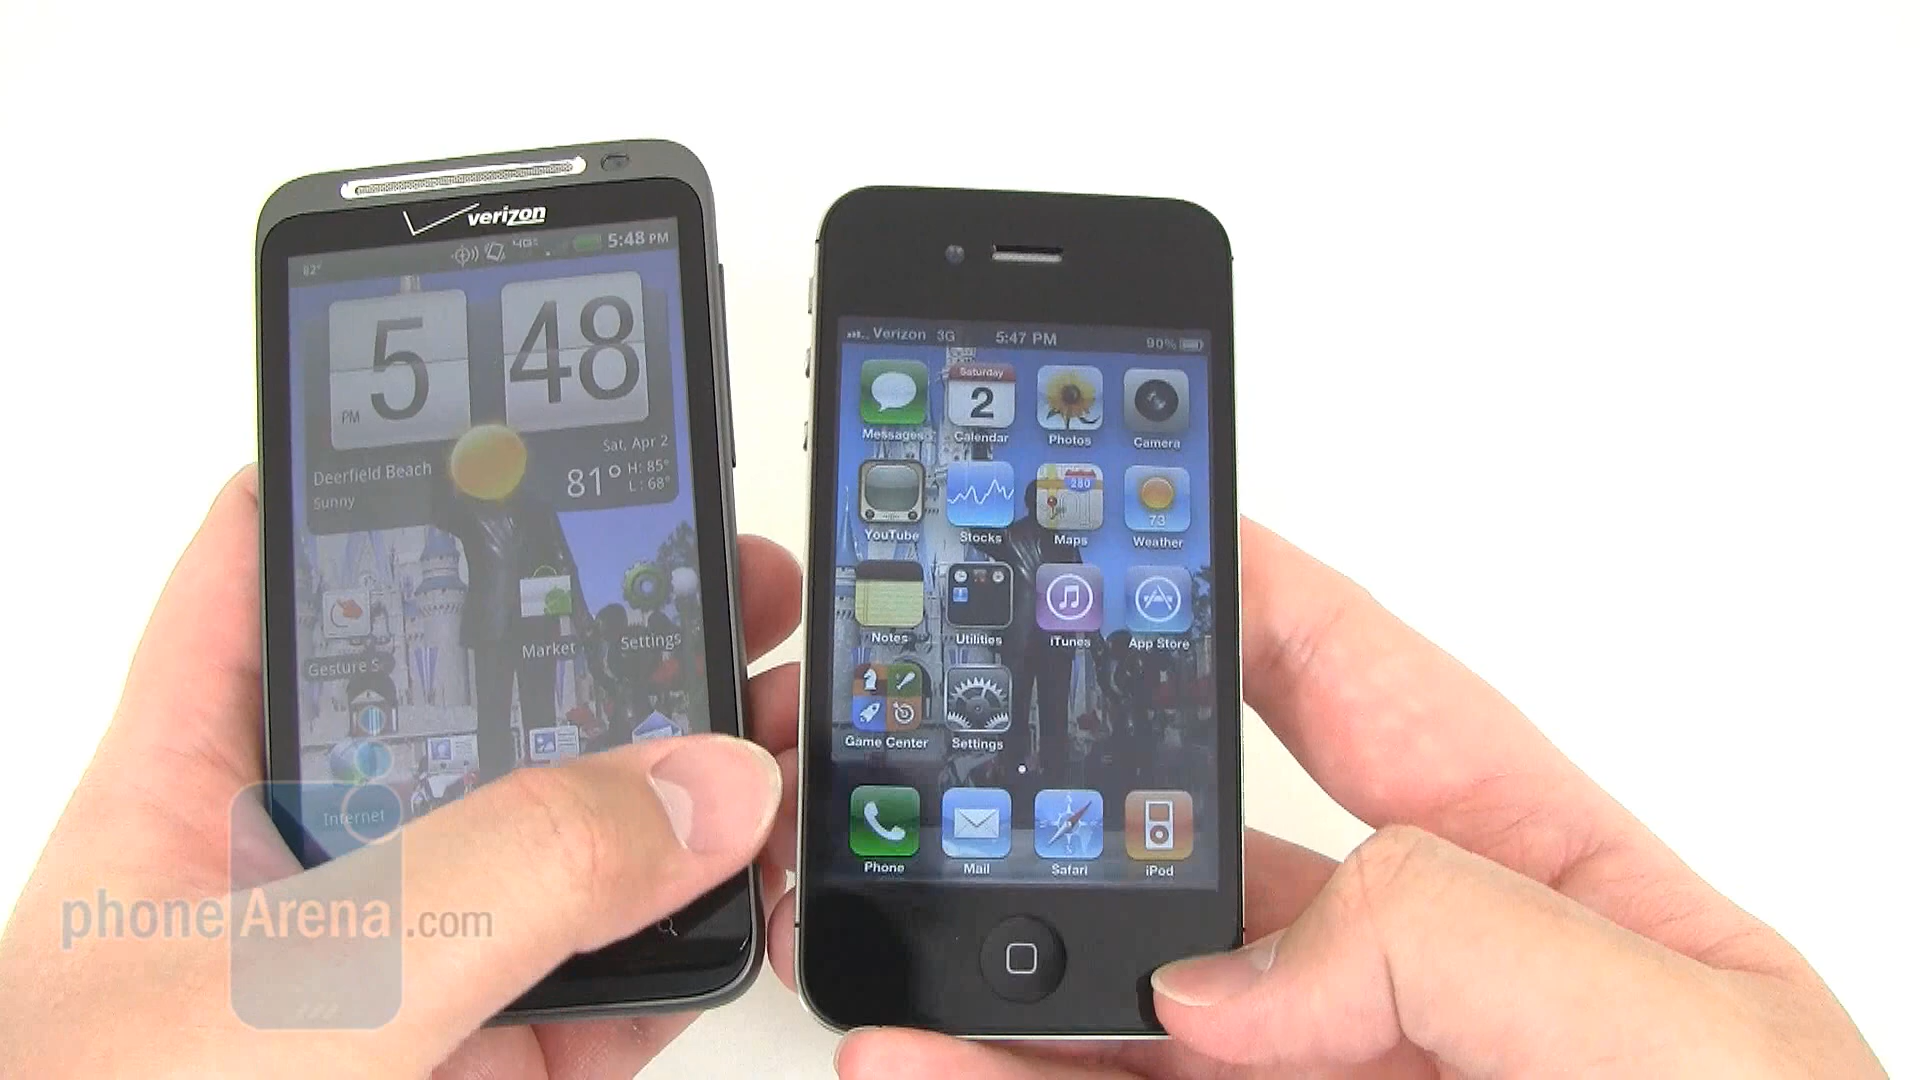 verizon
82°
4G
5:48 PM
5
48
PM
Sat, Apr 2
Deerfield Beach
Sunny
81°
H: 85°
L: 68°
Market
Settings
Gesture S
Internet
Verizon 3G
5:47 PM
90%
Saturday
2
Messages
Calendar
Photos
Camera
280
73
YouTube
Stocks
Maps
Weather
Notes
Utilities
iTunes
App Store
Game Center
Settings
Phone
Mail
Safari
iPod
phoneArena.com